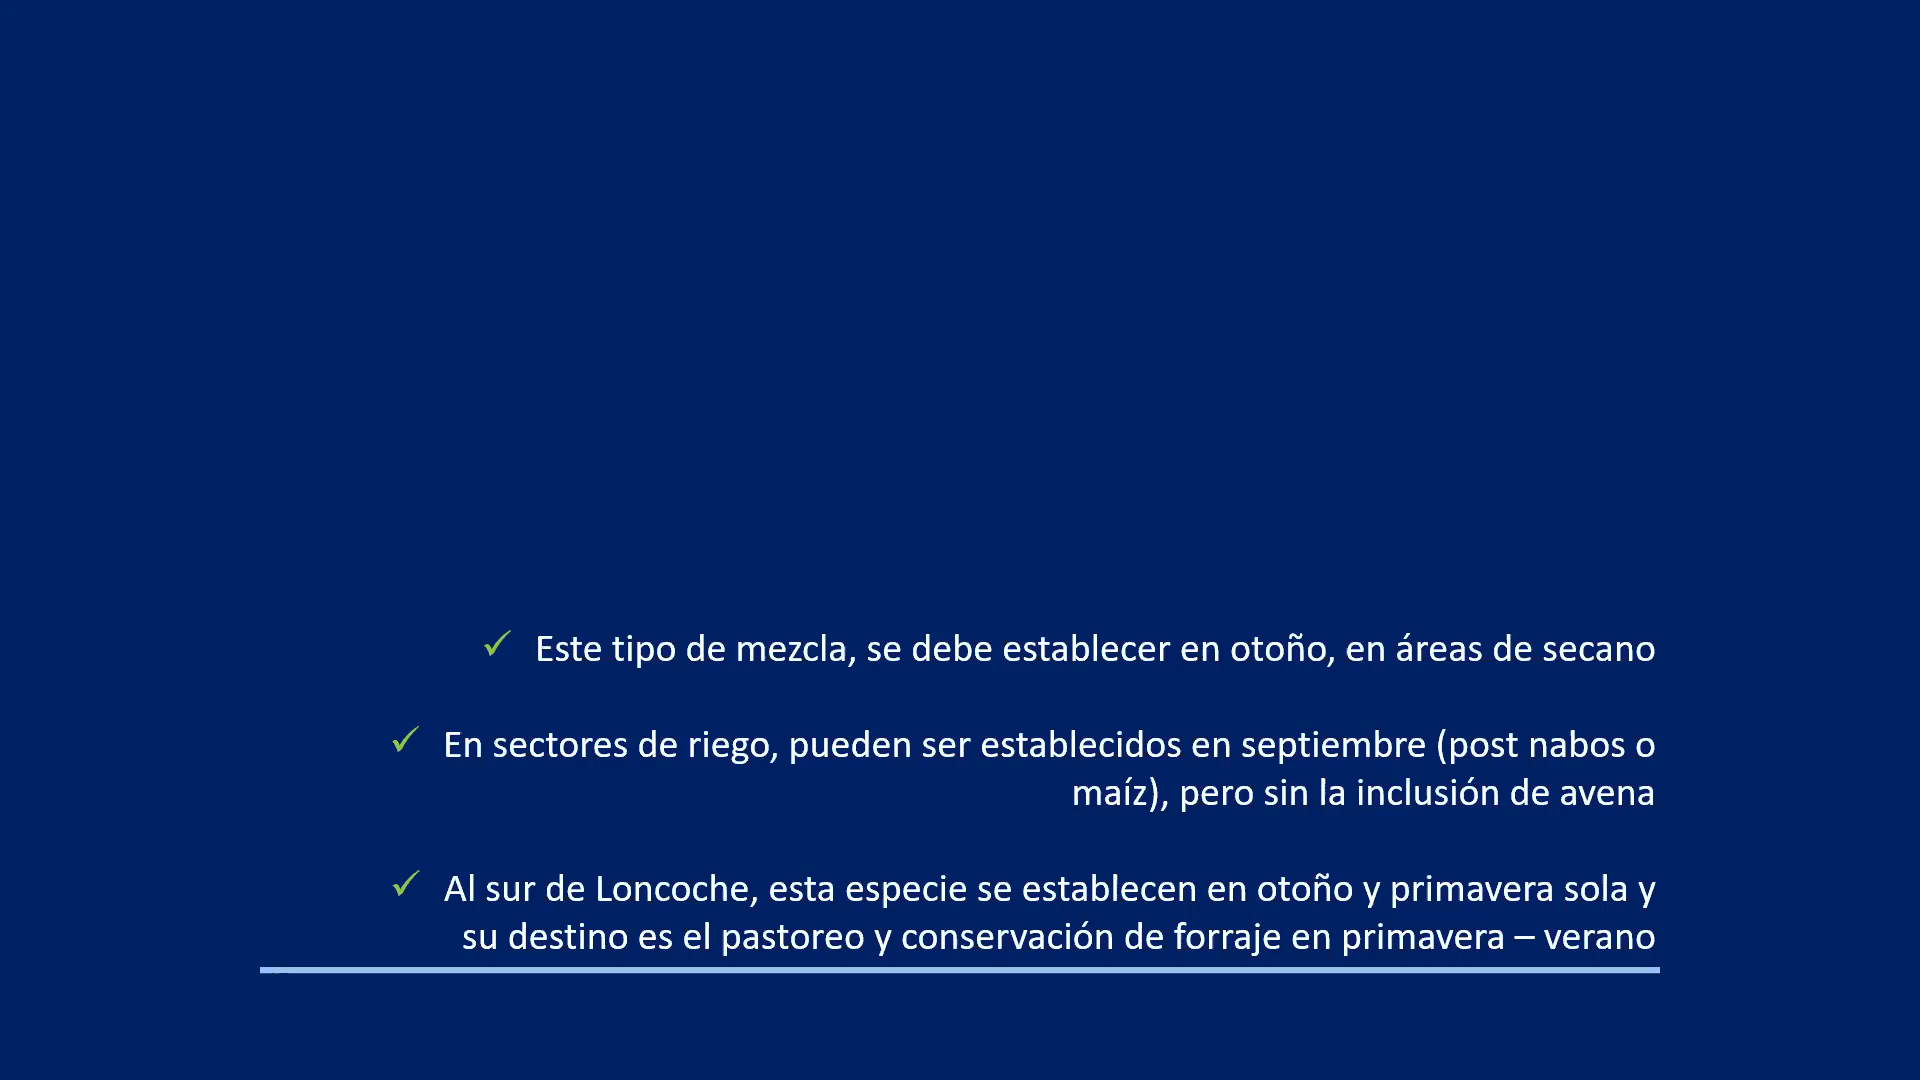 ✓ Este tipo de mezcla, se debe establecer en otoño, en áreas de secano
✓ En sectores de riego, pueden ser establecidos en septiembre (post nabos o
maíz), pero sin la inclusión de avena
✓ Al sur de Loncoche, esta especie se establecen en otoño y primavera sola y
su destino es el pastoreo y conservación de forraje en primavera – verano